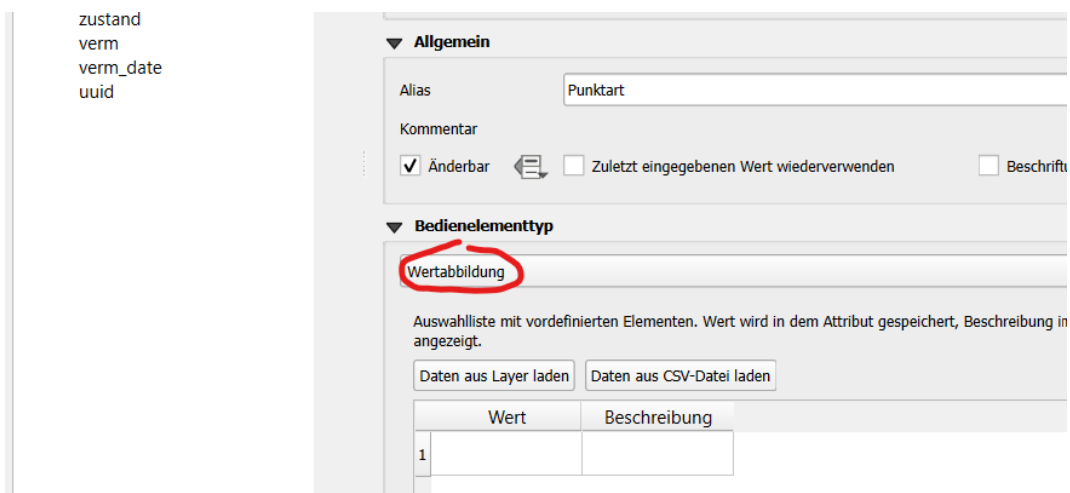 zustand
verm
verm_date
uuid
Allgemein
Alias
Punktart
Kommentar
Änderbar
Zuletzt eingegebenen Wert wiederverwenden
Bedienelementtyp
Wertabbildung
Auswahlliste mit vordefinierten Elementen. Wert wird in dem Attribut gespeichert, Beschreibung
angezeigt.
Daten aus Layer laden
Daten aus CSV-Datei laden
Wert
Beschreibung
1